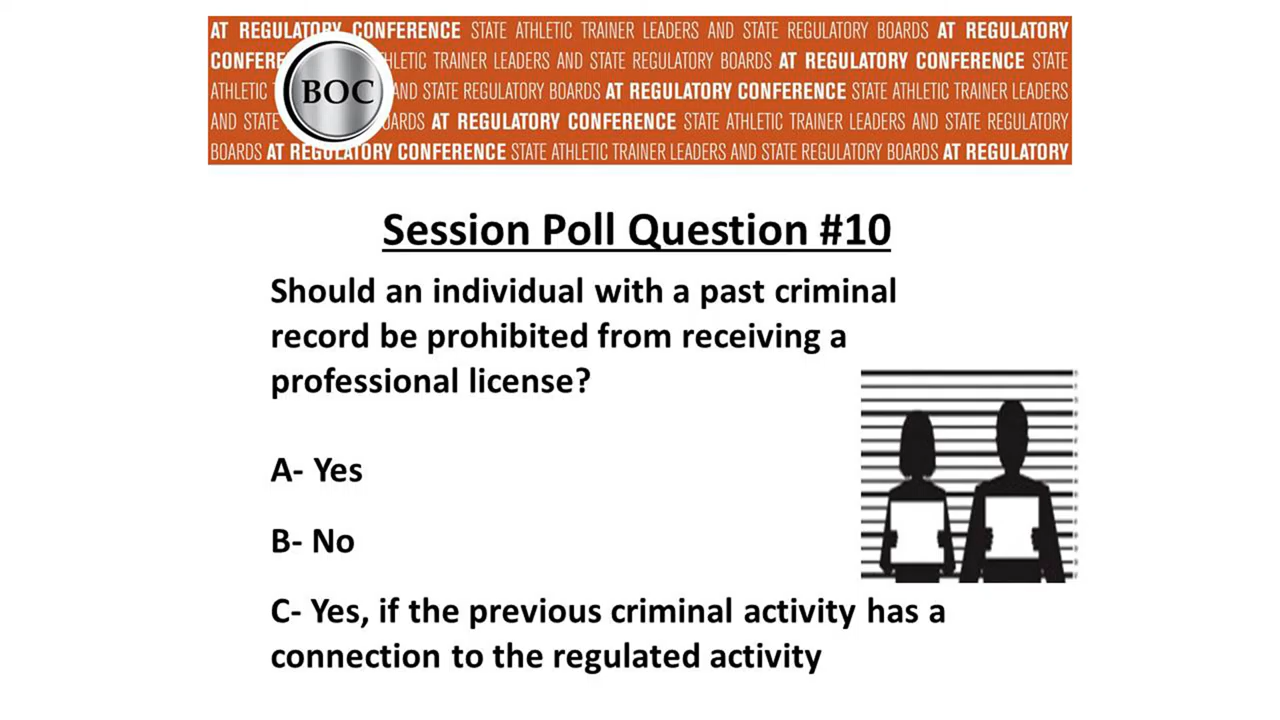 AT REGULATORY CONFERENCE STATE ATHLETIC TRAINER LEADERS AND STATE REGULATORY BOARDS AT REGULATORY
CONFERE HLETIC TRAINER LEADERS AND STATE REGULATORY BOARDS AT REGULATORY CONFERENCE STATE
ATHLETIC T AND STATE REGULATORY BOARDS AT REGULATORY CONFERENCE STATE ATHLETIC TRAINER LEADERS
BOC
AND STATE ARDS AT REGULATORY CONFERENCE STATE ATHLETIC TRAINER LEADERS AND STATE REGULATORY
BOARDS AT REGULATORY CONFERENCE STATE ATHLETIC TRAINER LEADERS AND STATE REGULATORY BOARDS AT REGULATORY
Session Poll Question #10
Should an individual with a past criminal
record be prohibited from receiving a
professional license?
A- Yes
B- No
C- Yes, if the previous criminal activity has a
connection to the regulated activity